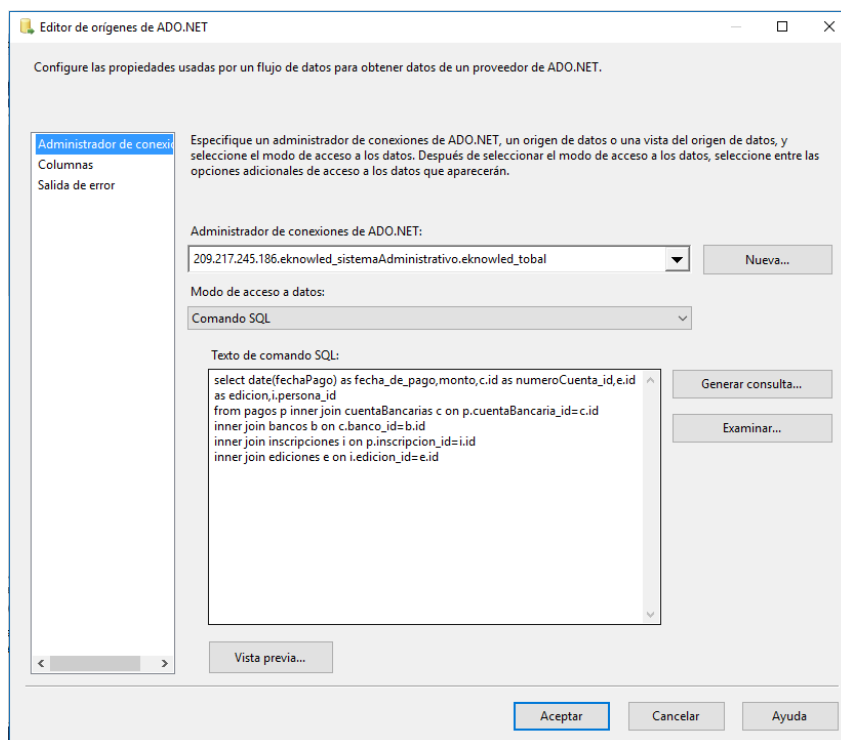 Editor de orígenes de ADO.NET
Configure las propiedades usadas por un flujo de datos para obtener datos de un proveedor de ADO.NET.
Administrador de conexi
Columnas
Salida de error
Especifique un administrador de conexiones de ADO.NET, un origen de datos o una vista del origen de datos, y
seleccione el modo de acceso a los datos. Después de seleccionar el modo de acceso a los datos, seleccione entre las
opciones adicionales de acceso a los datos que aparecerán.
Administrador de conexiones de ADO.NET:
209.217.245.186.eknowled_sistemaAdministrativo.eknowled_tobal
Nueva...
Modo de acceso a datos:
Comando SQL
Texto de comando SQL:
select date(fechaPago) as fecha_de_pago,monto,c.id as numeroCuenta_id,e.id
as edicion,i.persona_id
from pagos p inner join cuentaBancarias c on p.cuentaBancaria_id=c.id
inner join bancos b on c.banco_id=b.id
inner join inscripciones i on p.inscripcion_id=i.id
inner join ediciones e on i.edicion_id=e.id
Generar consulta...
Examinar...
Vista previa...
Aceptar
Cancelar
Ayuda